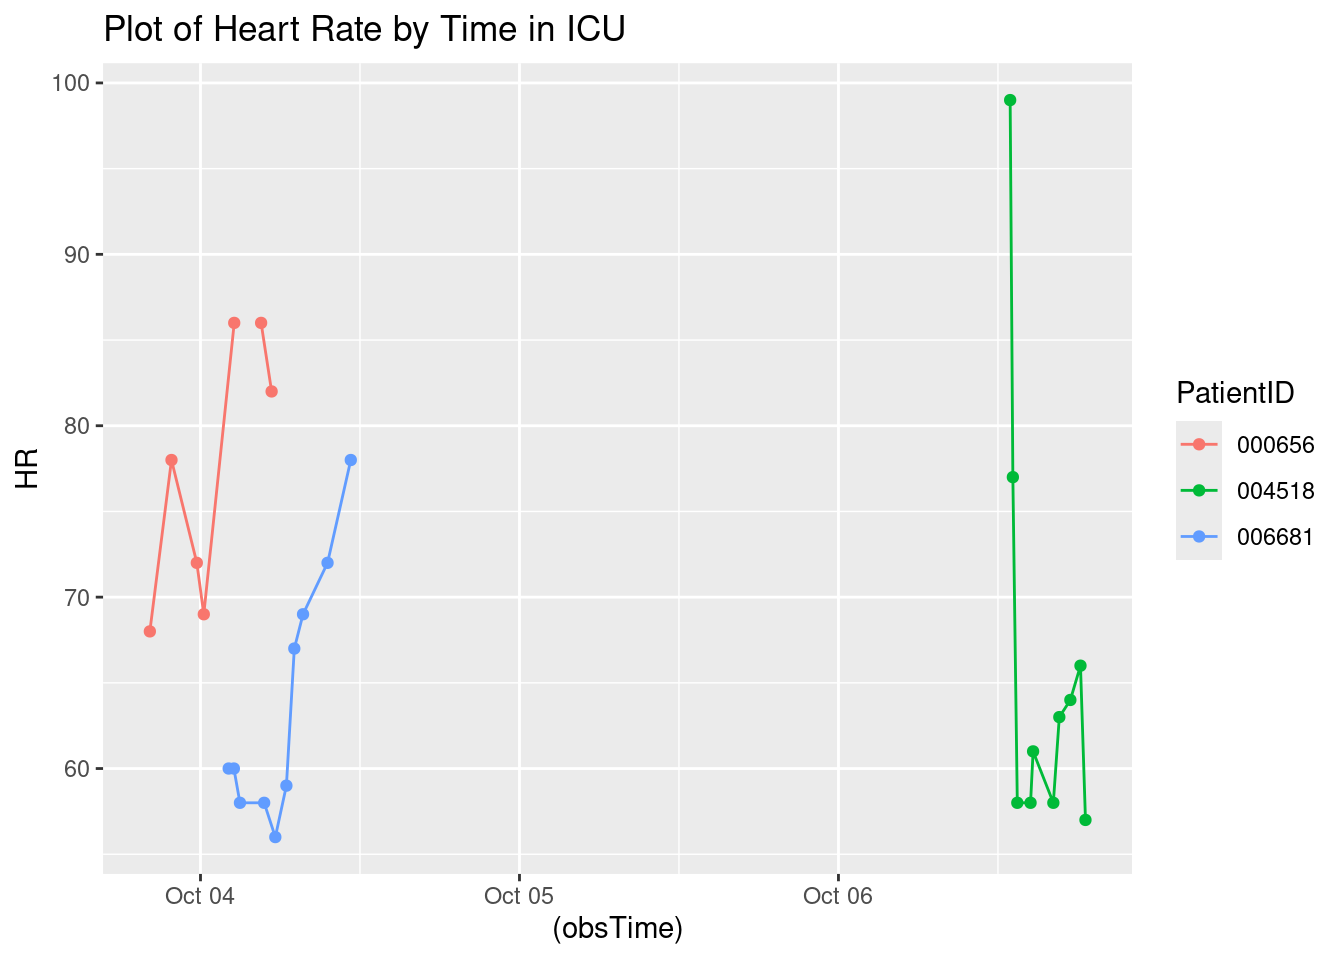 Plot of Heart Rate by Time in ICU
100
90
80
70
60
HR
Oct 04
Oct 05
Oct 06
(obsTime)
PatientID
000656
004518
006681